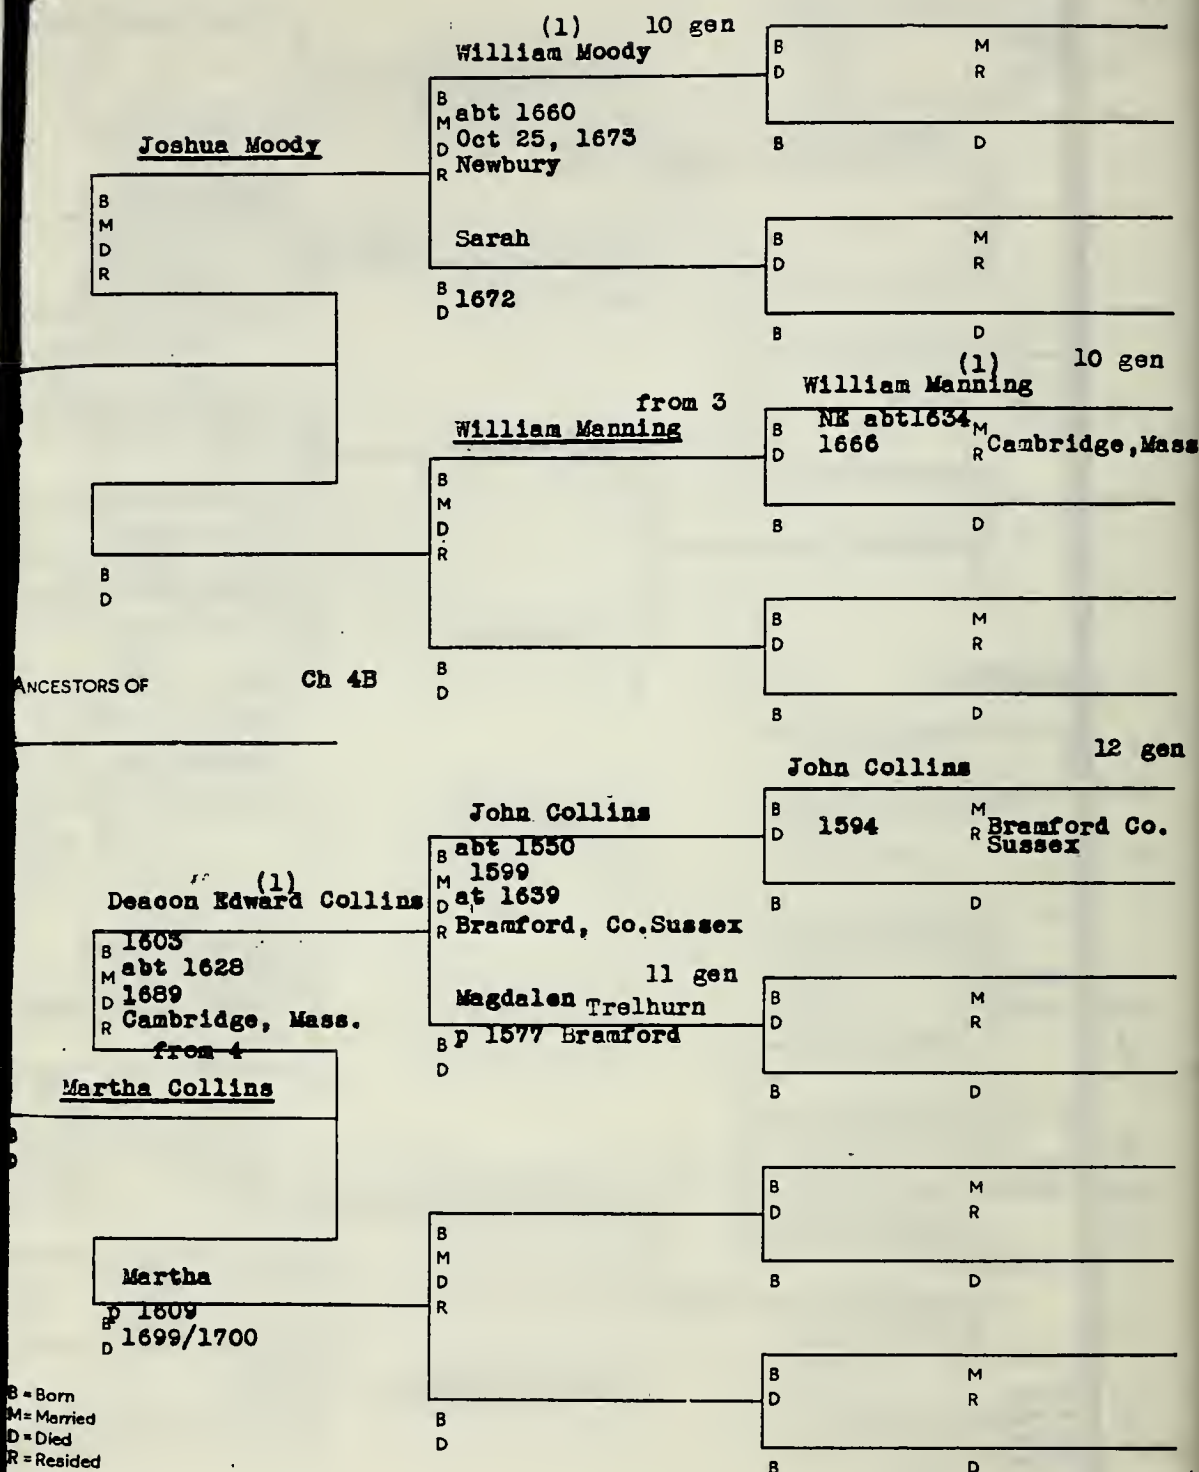 (1) 10 gen
William Moody
B M
D R
B abt 1660
M Oct 25, 1673
D Newbury
R
B D
Joshua Moody
B
M
D
R
Sarah
B M
D R
B 1672
D
B D
(1) 10 gen
William Manning
from 3
William Manning
B NE abt1634 M
D 1666 R Cambridge,Mass
B
M
D
R
B D
B
D
B M
D R
ANCESTORS OF Ch 4B
B
D
B D
12 gen
John Collins
John Collins
B M
D 1594 R Bramford Co.
Sussex
B abt 1550
M 1599
D at 1639
R Bramford, Co.Sussex
B D
(1)
Deacon Edward Collins
B 1603
M abt 1628
D 1689
R Cambridge, Mass.
from 4
11 gen
Magdalen Trelhurn
B p 1577 Bramford
D
B M
D R
B D
Martha Collins
B M
D R
B
M
D
R
B D
Martha
B p 1609
D 1699/1700
B M
D R
B
D
B D
B = Born
M = Married
D = Died
R = Resided